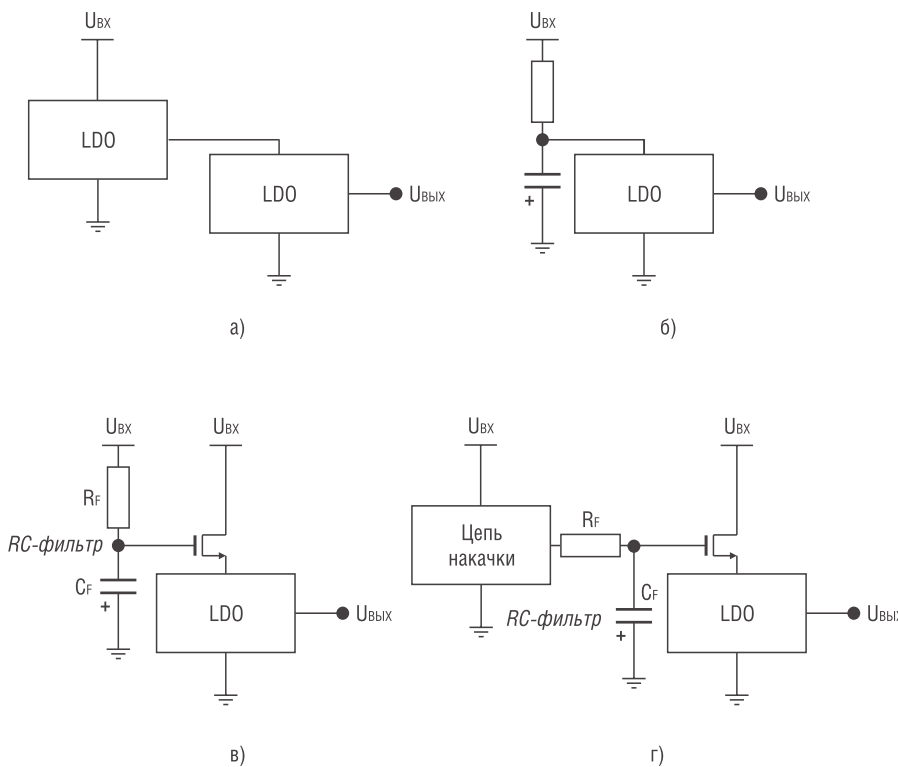 Uвх
LDO
LDO
Uвых
а)
Uвх
+
LDO
Uвых
б)
Uвх
Uвх
RF
RC-фильтр
CF
+
LDO
Uвых
в)
Uвх
Uвх
Цепь
накачки
RF
CF
RC-фильтр
+
LDO
Uвых
г)